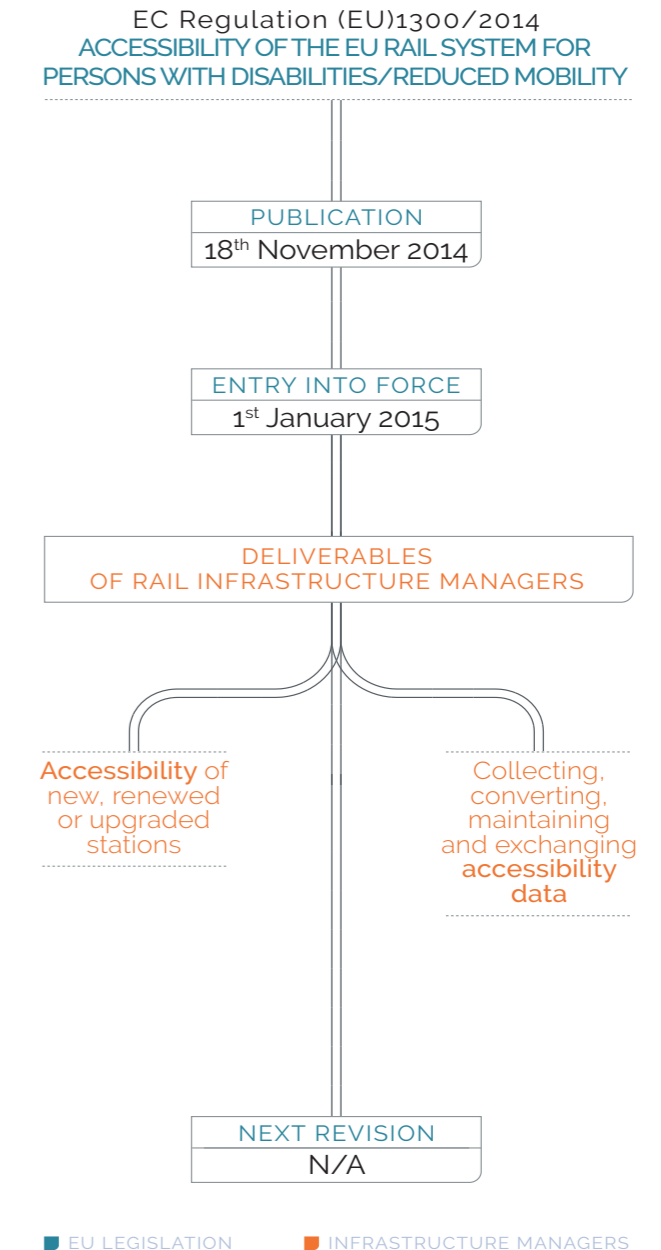 EC Regulation (EU)1300/2014
ACCESSIBILITY OF THE EU RAIL SYSTEM FOR
PERSONS WITH DISABILITIES/REDUCED MOBILITY
PUBLICATION
18th November 2014
ENTRY INTO FORCE
1st January 2015
DELIVERABLES
OF RAIL INFRASTRUCTURE MANAGERS
Accessibility of
new, renewed
or upgraded
stations
Collecting,
converting,
maintaining
and exchanging
accessibility
data
NEXT REVISION
N/A
EU LEGISLATION
INFRASTRUCTURE MANAGERS